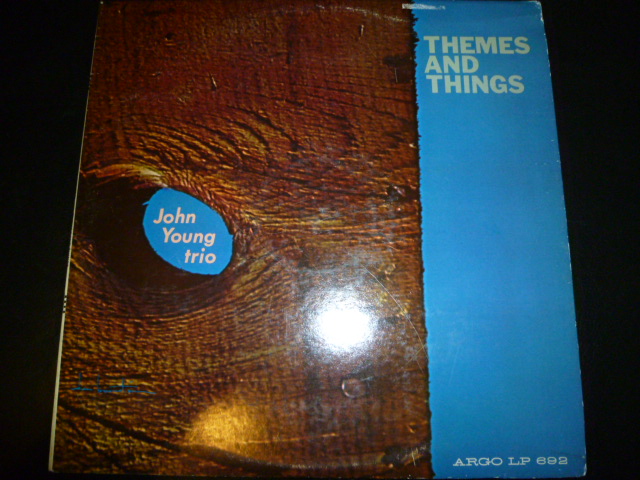 THEMES
AND
THINGS
John
Young
trio
ARGO LP 692